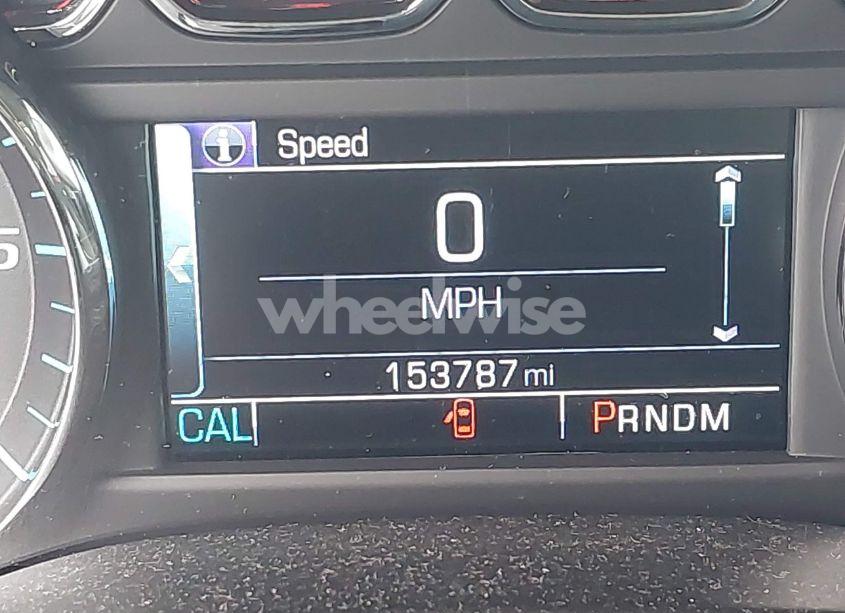 Speed
0
MPH
wheelwise
153787 mi
CAL
PRNDM